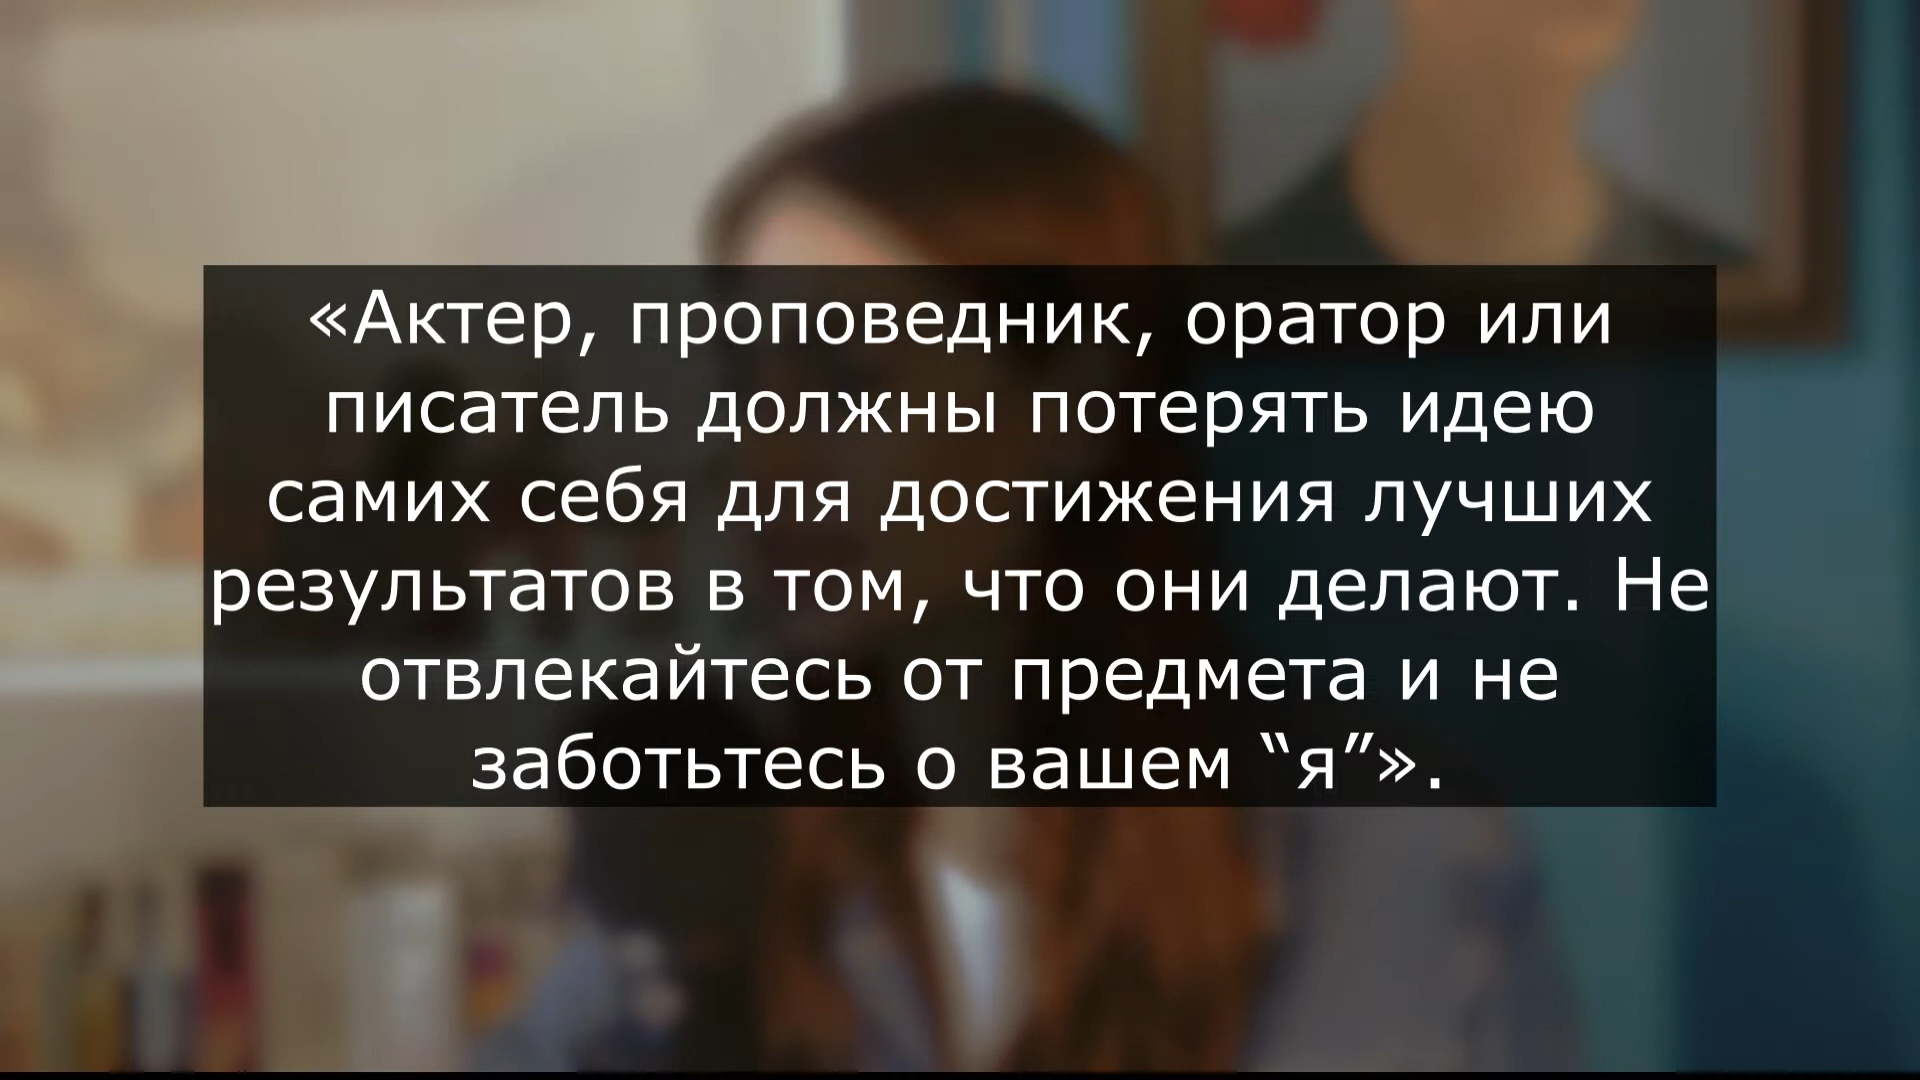 «Актер, проповедник, оратор или
писатель должны потерять идею
самих себя для достижения лучших
результатов в том, что они делают. Не
отвлекайтесь от предмета и не
заботьтесь о вашем “я”».